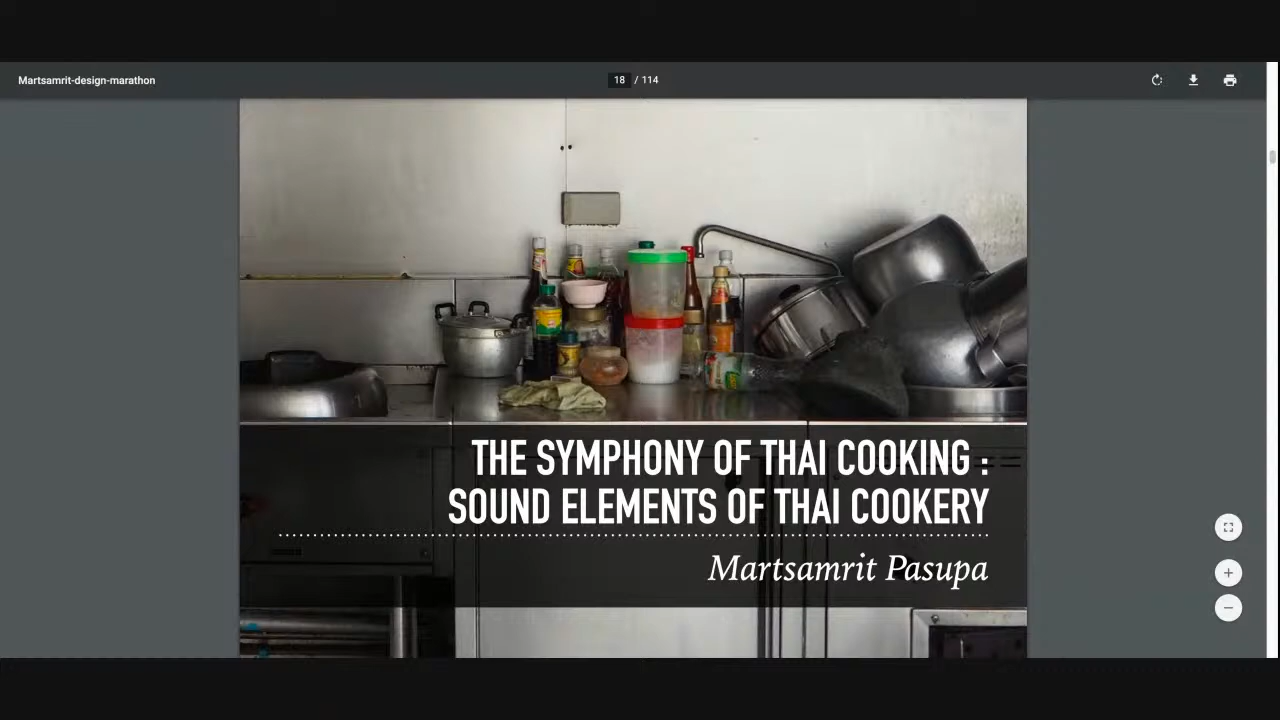 Martsamrit-design-marathon
18 / 114
THE SYMPHONY OF THAI COOKING :
SOUND ELEMENTS OF THAI COOKERY
Martsamrit Pasupa